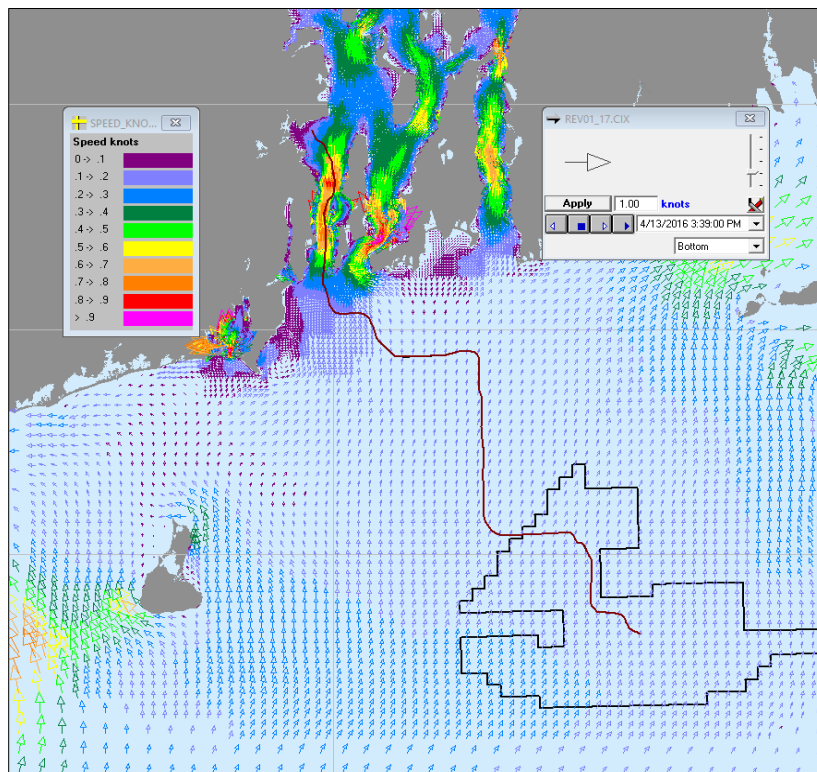 SPEED_KNO...
Speed knots
0 -> .1
.1 -> .2
.2 -> .3
.3 -> .4
.4 -> .5
.5 -> .6
.6 -> .7
.7 -> .8
.8 -> .9
> .9
REV01_17.CIX
Apply 1.00 knots
4/13/2016 3:39:00 PM
Bottom